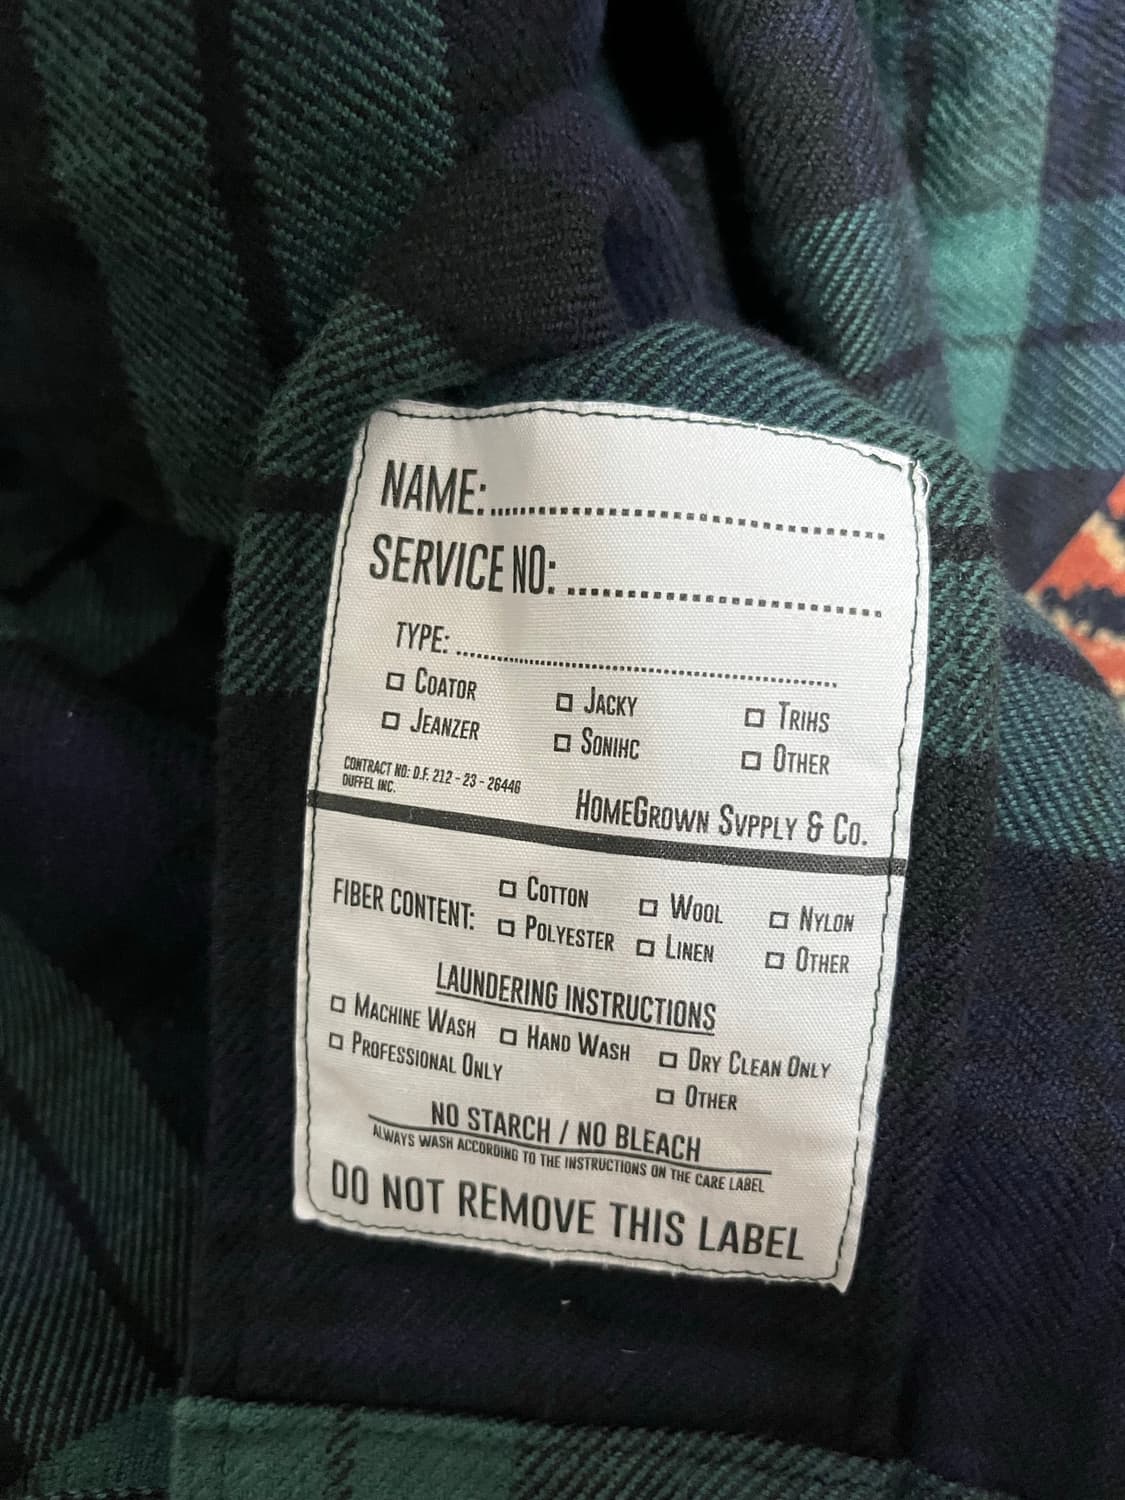 NAME:
SERVICE NO:
TYPE:
COATOR JACKY TRIHS
JEANZER SONIHC OTHER
CONTRACT NO: D.F. 212 - 23 - 26446
DUFFEL INC.
HOMEGROWN SVPPLY & CO.
FIBER CONTENT: COTTON WOOL NYLON
POLYESTER LINEN OTHER
LAUNDERING INSTRUCTIONS
MACHINE WASH HAND WASH DRY CLEAN ONLY
PROFESSIONAL ONLY OTHER
NO STARCH / NO BLEACH
ALWAYS WASH ACCORDING TO THE INSTRUCTIONS ON THE CARE LABEL
DO NOT REMOVE THIS LABEL